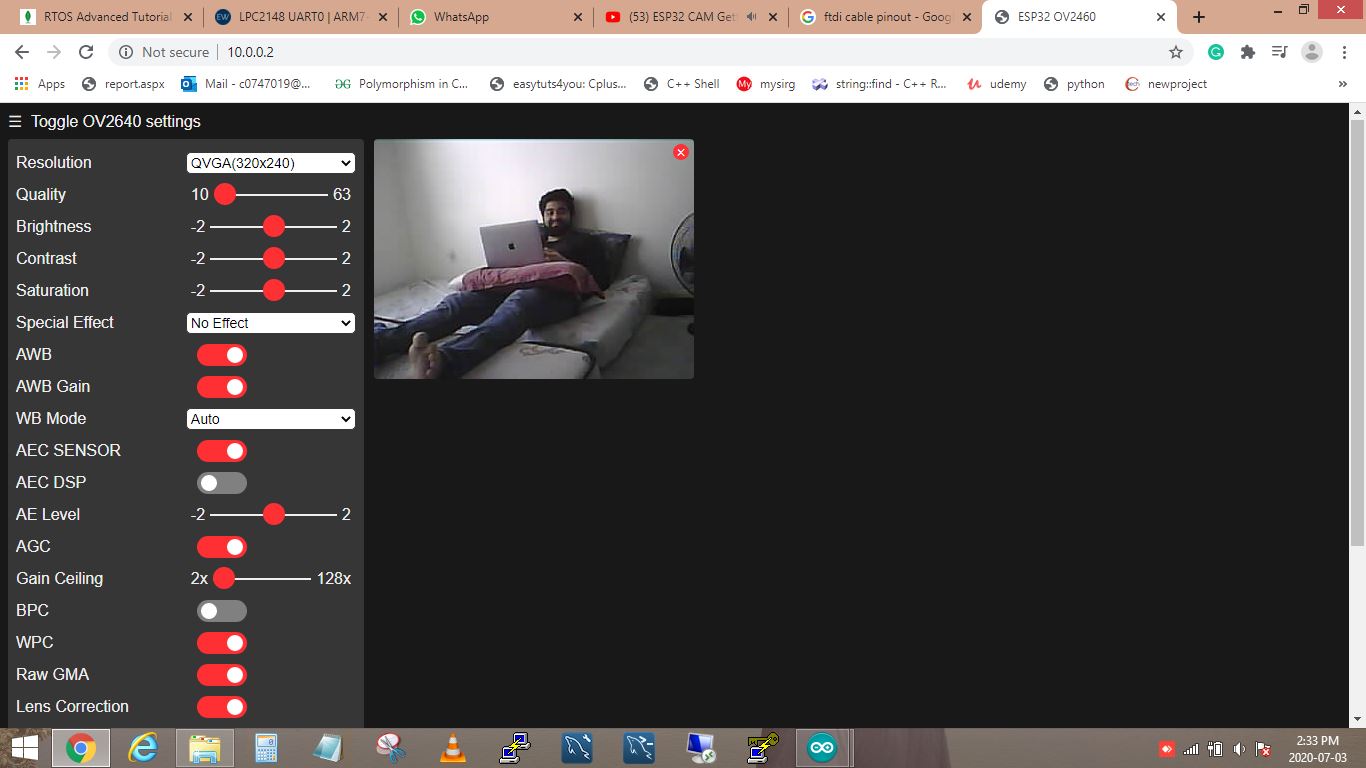 RTOS Advanced Tutorial
LPC2148 UART0 | ARM7-
WhatsApp
(53) ESP32 CAM Get
ftdi cable pinout - Goog
ESP32 OV2460
Not secure | 10.0.0.2
Apps
report.aspx
Mail - c0747019@...
Polymorphism in C...
easytuts4you: Cplus...
C++ Shell
My
mysirg
string::find - C++ R...
udemy
python
newproject
»
☰ Toggle OV2640 settings
Resolution QVGA(320x240)
Quality 10 63
Brightness -2 2
Contrast -2 2
Saturation -2 2
Special Effect No Effect
AWB
AWB Gain
WB Mode Auto
AEC SENSOR
AEC DSP
AE Level -2 2
AGC
Gain Ceiling 2x 128x
BPC
WPC
Raw GMA
Lens Correction
2:33 PM
2020-07-03